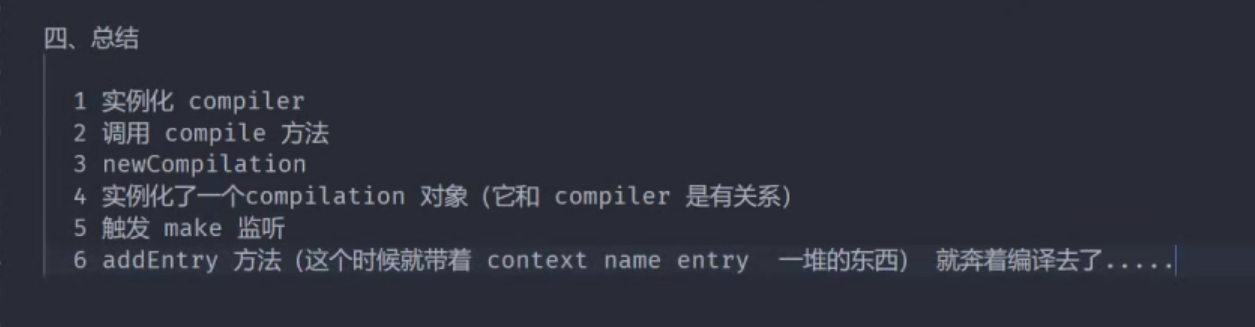 四、总结
1 实例化 compiler
2 调用 compile 方法
3 newCompilation
4 实例化了一个compilation 对象（它和 compiler 是有关系）
5 触发 make 监听
6 addEntry 方法（这个时候就带着 context name entry  一堆的东西） 就奔着编译去了.....